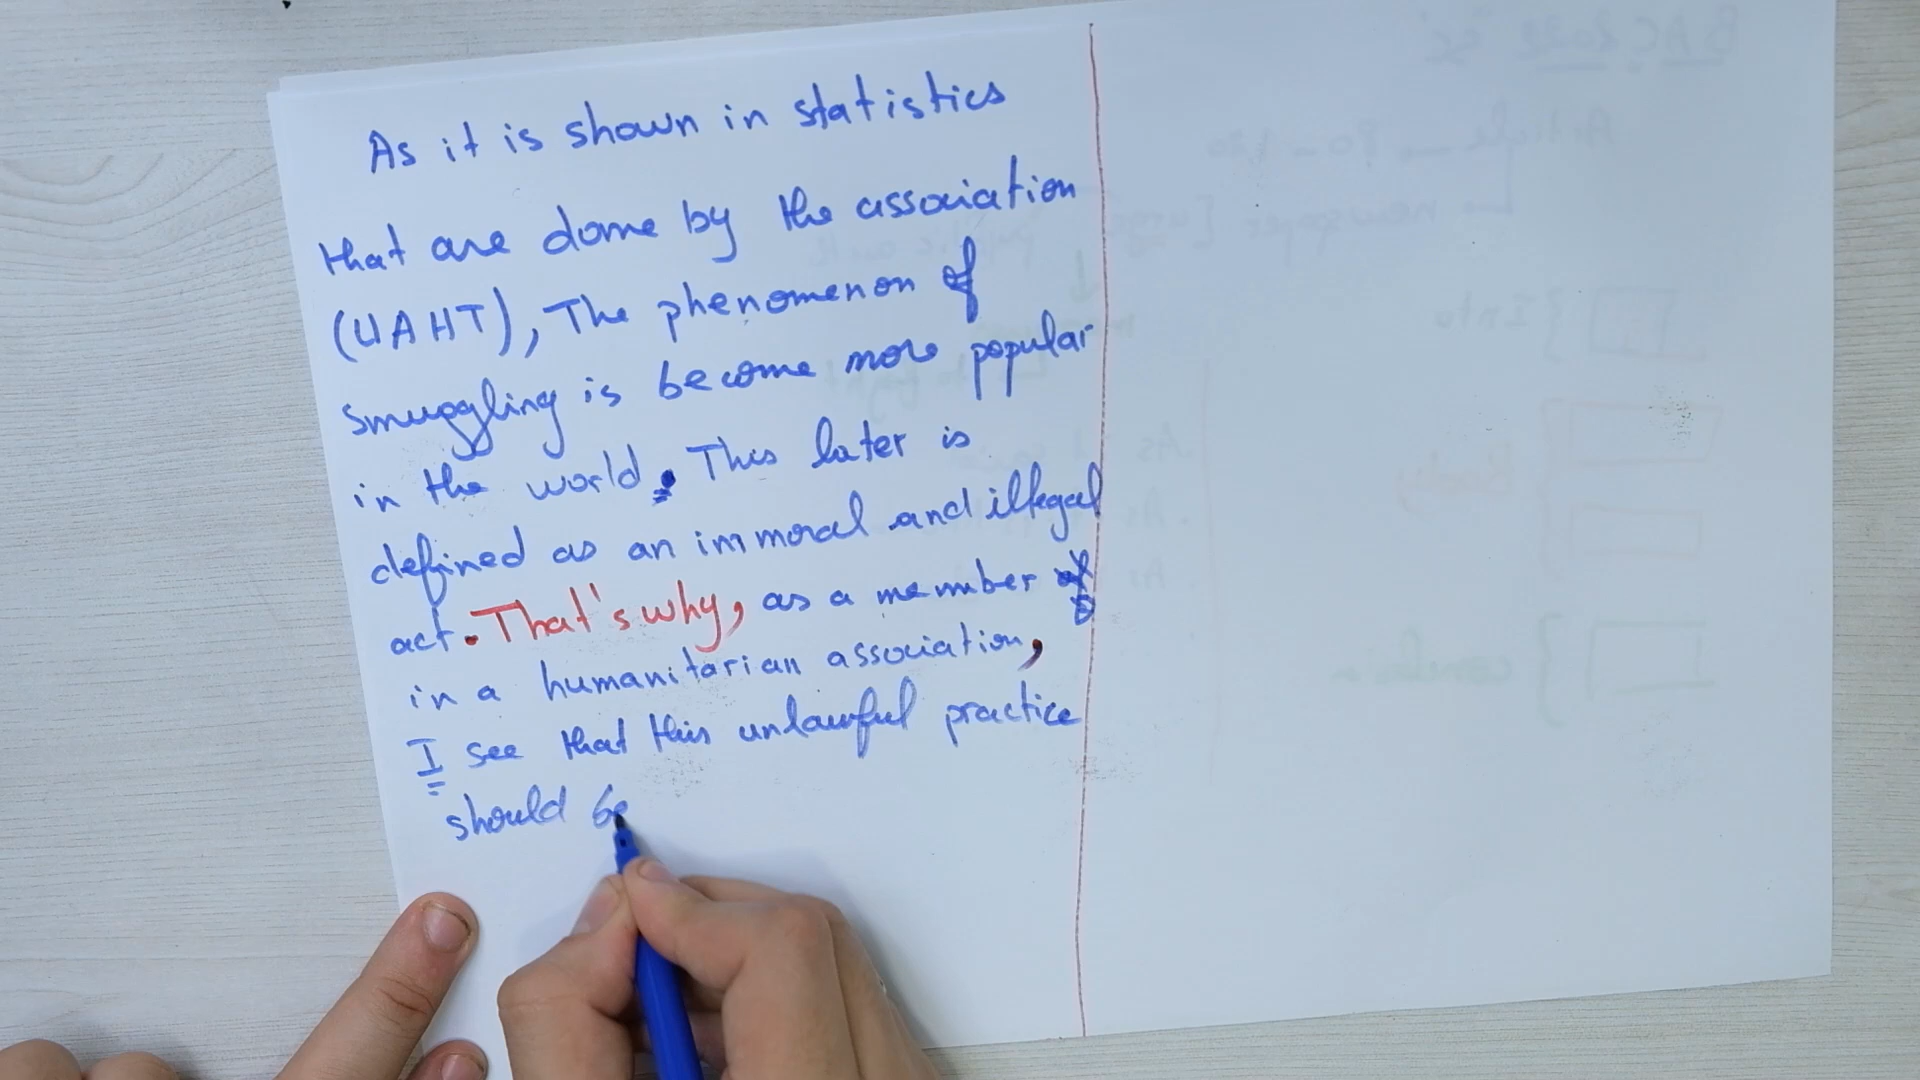 As it is shown in statistics
that are done by the association
(UAHT), The phenomenon of
smuggling is become more popular
in the world. This later is
defined as an immoral and illegal
act. That's why, as a member
in a humanitarian association,
I see that this unlawful practice
should be